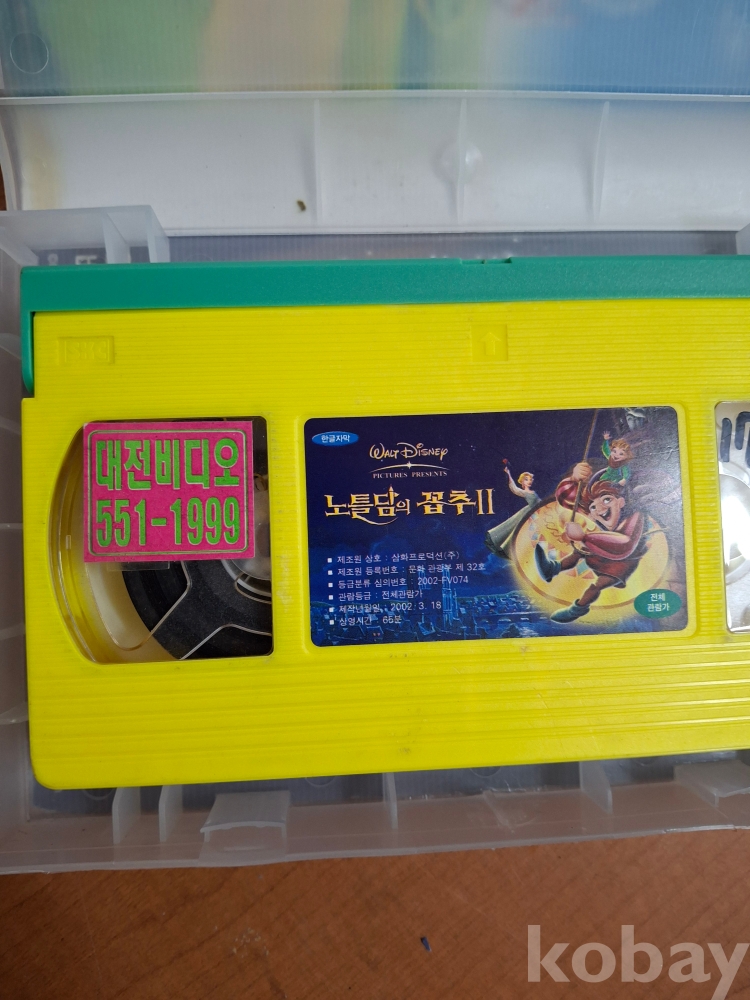 VHS
대전비디오
551-1999
한글자막
WALT DISNEY
PICTURES PRESENTS
노틀담의 꼽추II
■ 제조원 상호 : 삼화프로덕션(주)
■ 제조원 등록번호 : 문화 관광부 제 32호
■ 등급분류 심의번호 : 2002-FV074
■ 관람등급 : 전체관람가
■ 제작년월일 : 2002. 3. 18
■ 상영시간 : 66분
전체
관람가
kobay